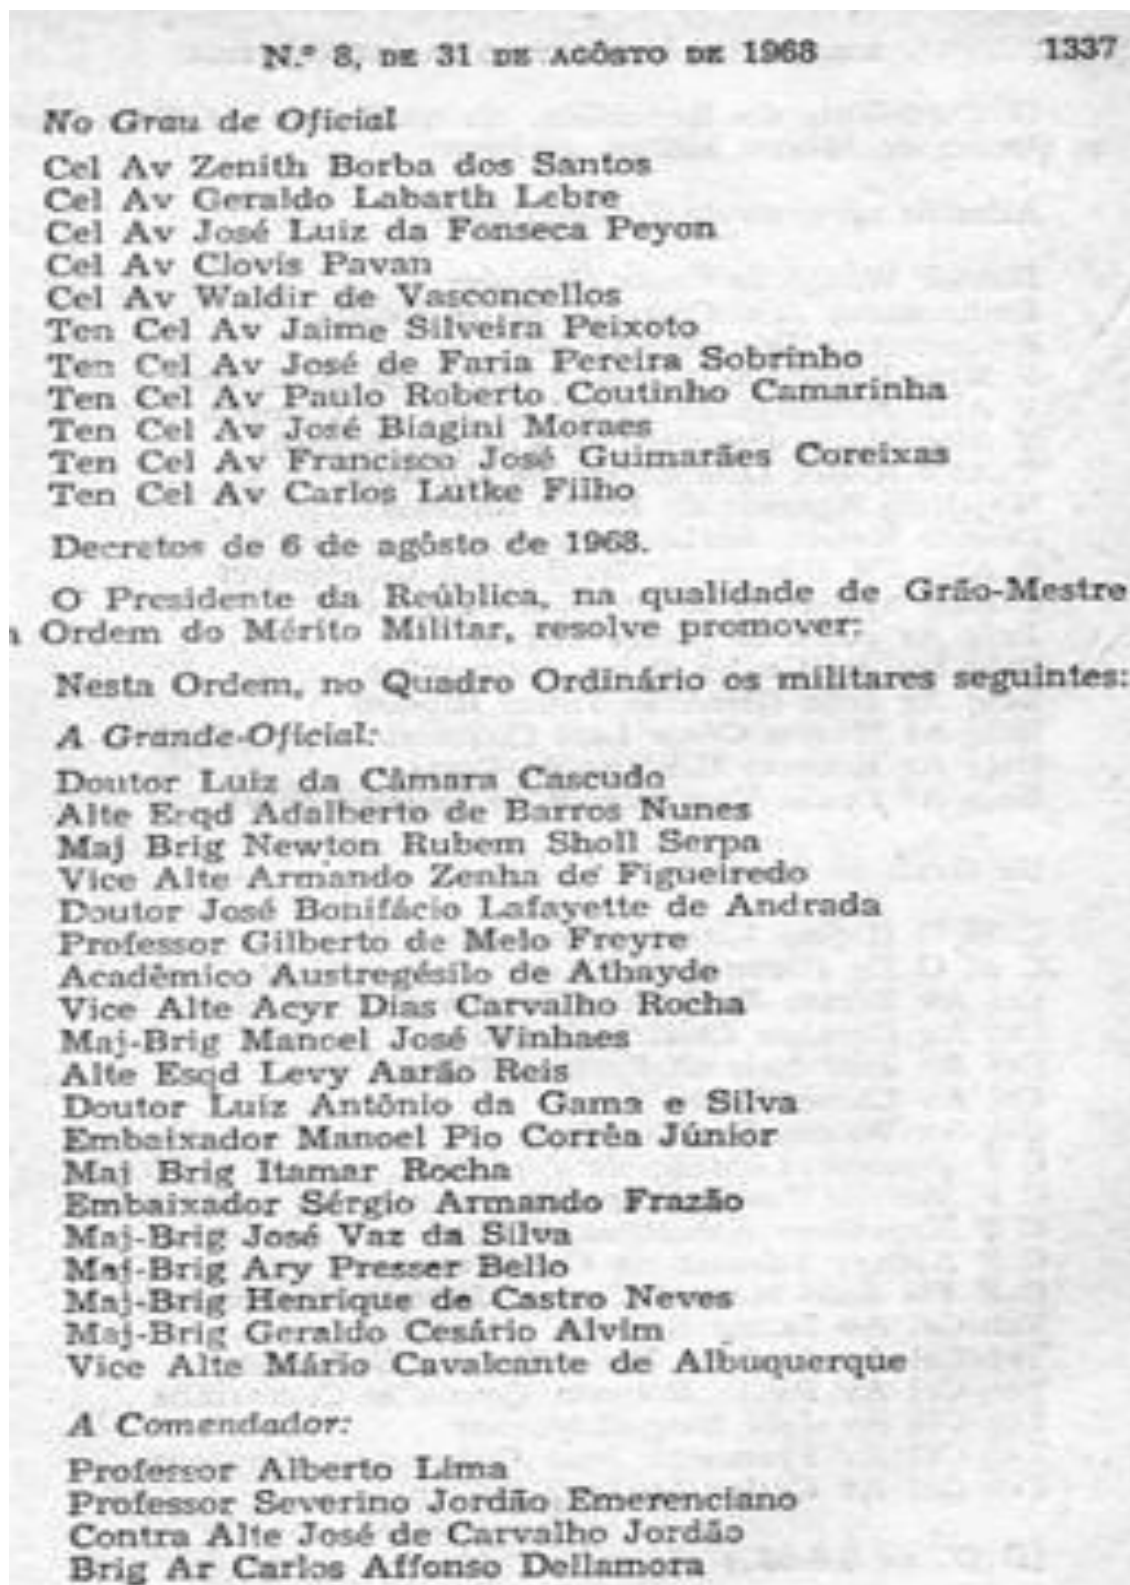 N.º 8, DE 31 DE AGÔSTO DE 1968 1337
No Grau de Oficial
Cel Av Zenith Borba dos Santos
Cel Av Geraldo Labarth Lebre
Cel Av José Luiz da Fonseca Peyon
Cel Av Clovis Pavan
Cel Av Waldir de Vasconcellos
Ten Cel Av Jaime Silveira Peixoto
Ten Cel Av José de Faria Pereira Sobrinho
Ten Cel Av Paulo Roberto Coutinho Camarinha
Ten Cel Av José Biagini Moraes
Ten Cel Av Francisco José Guimarães Coreixas
Ten Cel Av Carlos Lutke Filho
Decretos de 6 de agôsto de 1968.
O Presidente da Reública, na qualidade de Grão-Mestre
Ordem do Mérito Militar, resolve promover:
Nesta Ordem, no Quadro Ordinário os militares seguintes:
A Grande-Oficial:
Doutor Luiz da Câmara Cascudo
Alte Erqd Adalberto de Barros Nunes
Maj Brig Newton Rubem Sholl Serpa
Vice Alte Armando Zenha de Figueiredo
Doutor José Bonifácio Lafayette de Andrada
Professor Gilberto de Melo Freyre
Acadêmico Austregésilo de Athayde
Vice Alte Acyr Dias Carvalho Rocha
Maj-Brig Manoel José Vinhaes
Alte Esqd Levy Aarão Reis
Doutor Luiz Antônio da Gama e Silva
Embaixador Manoel Pio Corrêa Júnior
Maj Brig Itamar Rocha
Embaixador Sérgio Armando Frazão
Maj-Brig José Vaz da Silva
Maj-Brig Ary Presser Bello
Maj-Brig Henrique de Castro Neves
Maj-Brig Geraldo Cesário Alvim
Vice Alte Mário Cavalcante de Albuquerque
A Comendador:
Professor Alberto Lima
Professor Severino Jordão Emerenciano
Contra Alte José de Carvalho Jordão
Brig Ar Carlos Affonso Dellamora